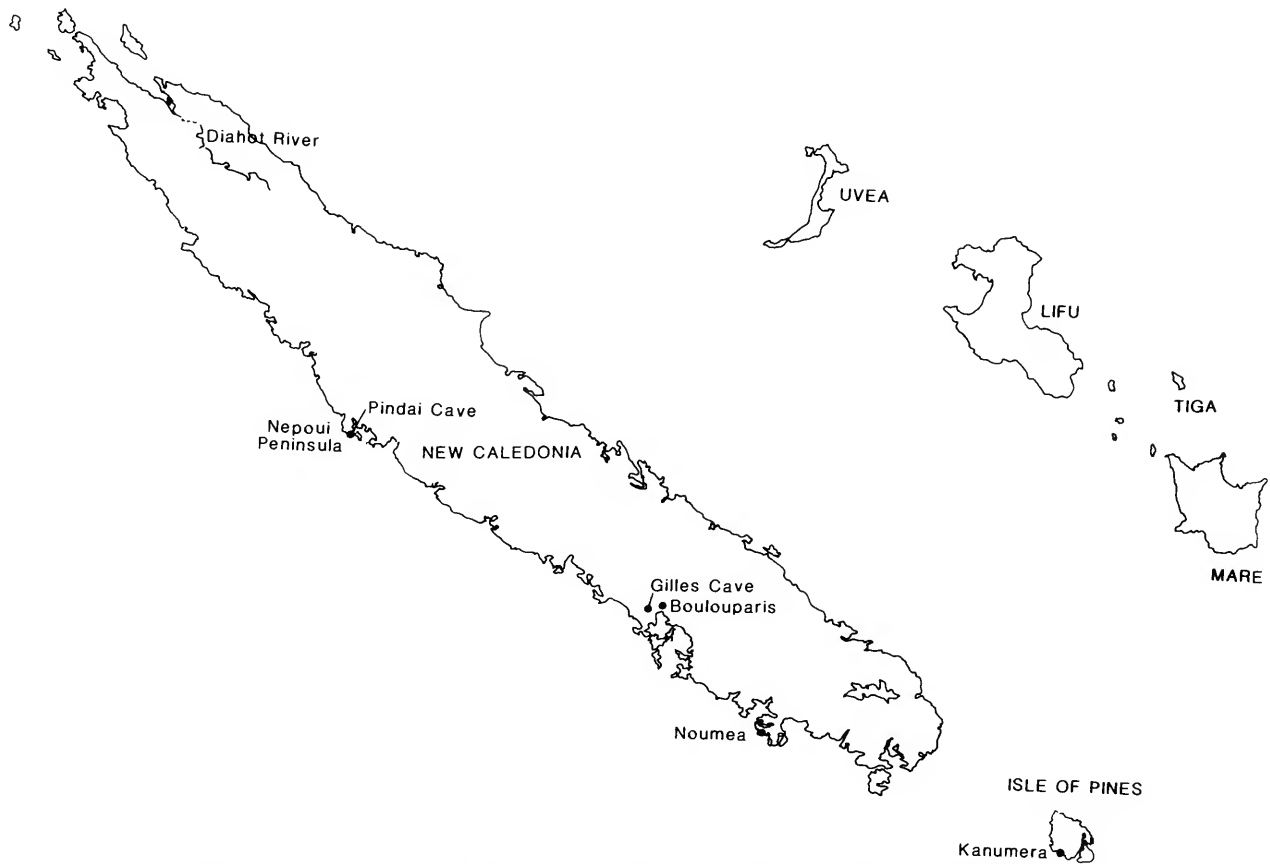 Diahot River
UVEA
LIFU
TIGA
Pindai Cave
Nepoui
Peninsula
NEW CALEDONIA
MARE
Gilles Cave
Boulouparis
Noumea
ISLE OF PINES
Kanumera